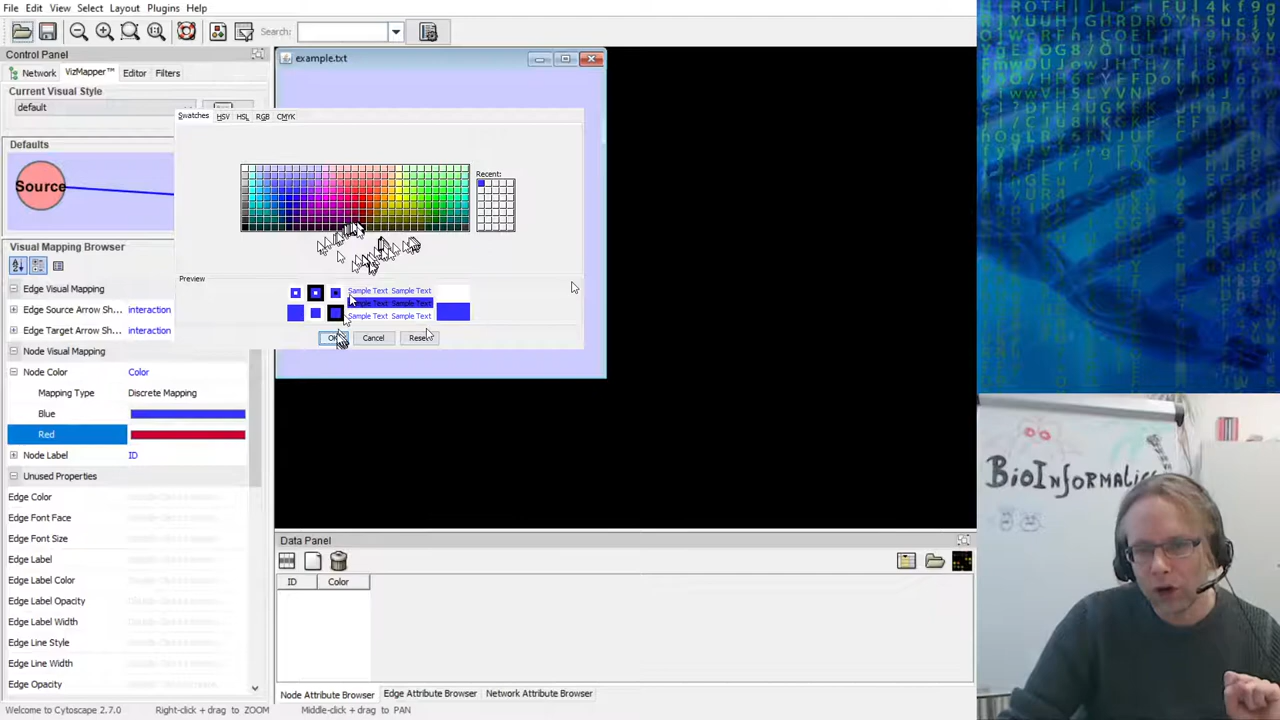 File Edit View Select Layout Plugins Help
Search:
Control Panel
Network VizMapper™ Editor Filters
Current Visual Style
default
Defaults
Source
Visual Mapping Browser
Edge Visual Mapping
Edge Source Arrow Sh... interaction
Edge Target Arrow Sh... interaction
Node Visual Mapping
Node Color Color
Mapping Type Discrete Mapping
Blue
Red
Node Label ID
Unused Properties
Edge Color
Edge Font Face
Edge Font Size
Edge Label
Edge Label Color
Edge Label Opacity
Edge Label Width
Edge Line Style
Edge Line Width
Edge Opacity
example.txt
Swatches HSV HSL RGB CMYK
Recent:
Preview
Sample Text Sample Text
Sample Text Sample Text
Sample Text Sample Text
OK Cancel Reset
Data Panel
ID Color
Node Attribute Browser Edge Attribute Browser Network Attribute Browser
Welcome to Cytoscape 2.7.0 Right-click + drag to ZOOM Middle-click + drag to PAN
BioInformatics